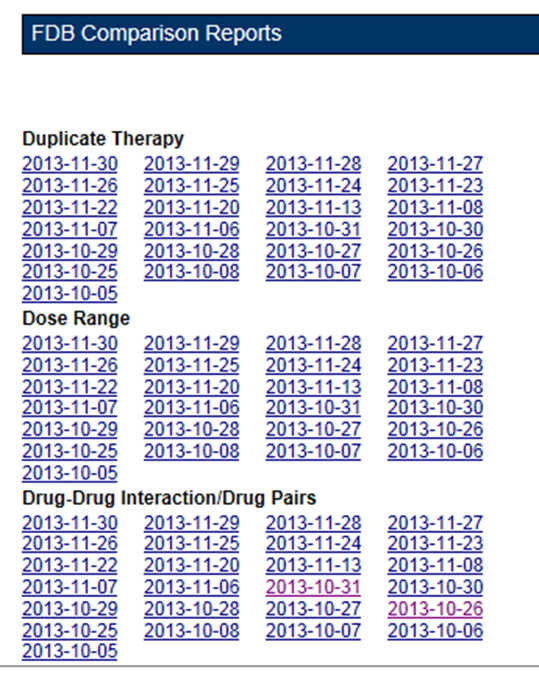 FDB Comparison Reports
Duplicate Therapy
2013-11-30 2013-11-29 2013-11-28 2013-11-27
2013-11-26 2013-11-25 2013-11-24 2013-11-23
2013-11-22 2013-11-20 2013-11-13 2013-11-08
2013-11-07 2013-11-06 2013-10-31 2013-10-30
2013-10-29 2013-10-28 2013-10-27 2013-10-26
2013-10-25 2013-10-08 2013-10-07 2013-10-06
2013-10-05
Dose Range
2013-11-30 2013-11-29 2013-11-28 2013-11-27
2013-11-26 2013-11-25 2013-11-24 2013-11-23
2013-11-22 2013-11-20 2013-11-13 2013-11-08
2013-11-07 2013-11-06 2013-10-31 2013-10-30
2013-10-29 2013-10-28 2013-10-27 2013-10-26
2013-10-25 2013-10-08 2013-10-07 2013-10-06
2013-10-05
Drug-Drug Interaction/Drug Pairs
2013-11-30 2013-11-29 2013-11-28 2013-11-27
2013-11-26 2013-11-25 2013-11-24 2013-11-23
2013-11-22 2013-11-20 2013-11-13 2013-11-08
2013-11-07 2013-11-06 2013-10-31 2013-10-30
2013-10-29 2013-10-28 2013-10-27 2013-10-26
2013-10-25 2013-10-08 2013-10-07 2013-10-06
2013-10-05